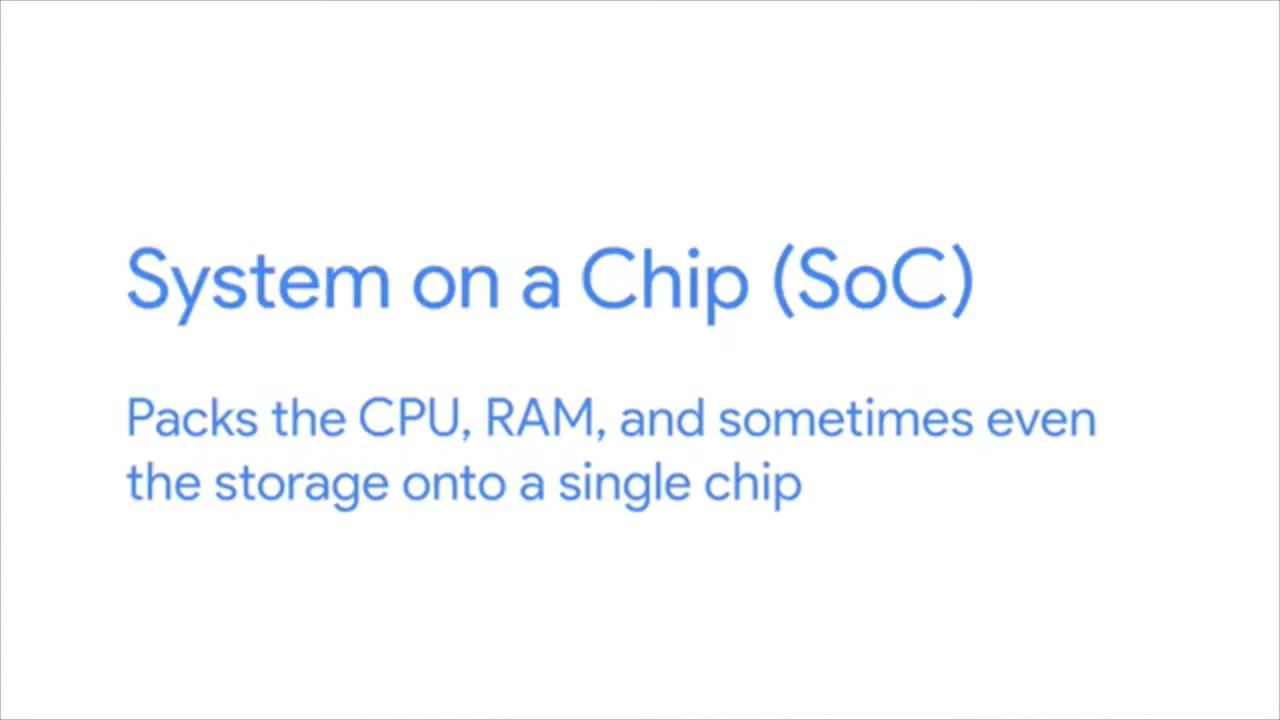 System on a Chip (SoC)
Packs the CPU, RAM, and sometimes even
the storage onto a single chip